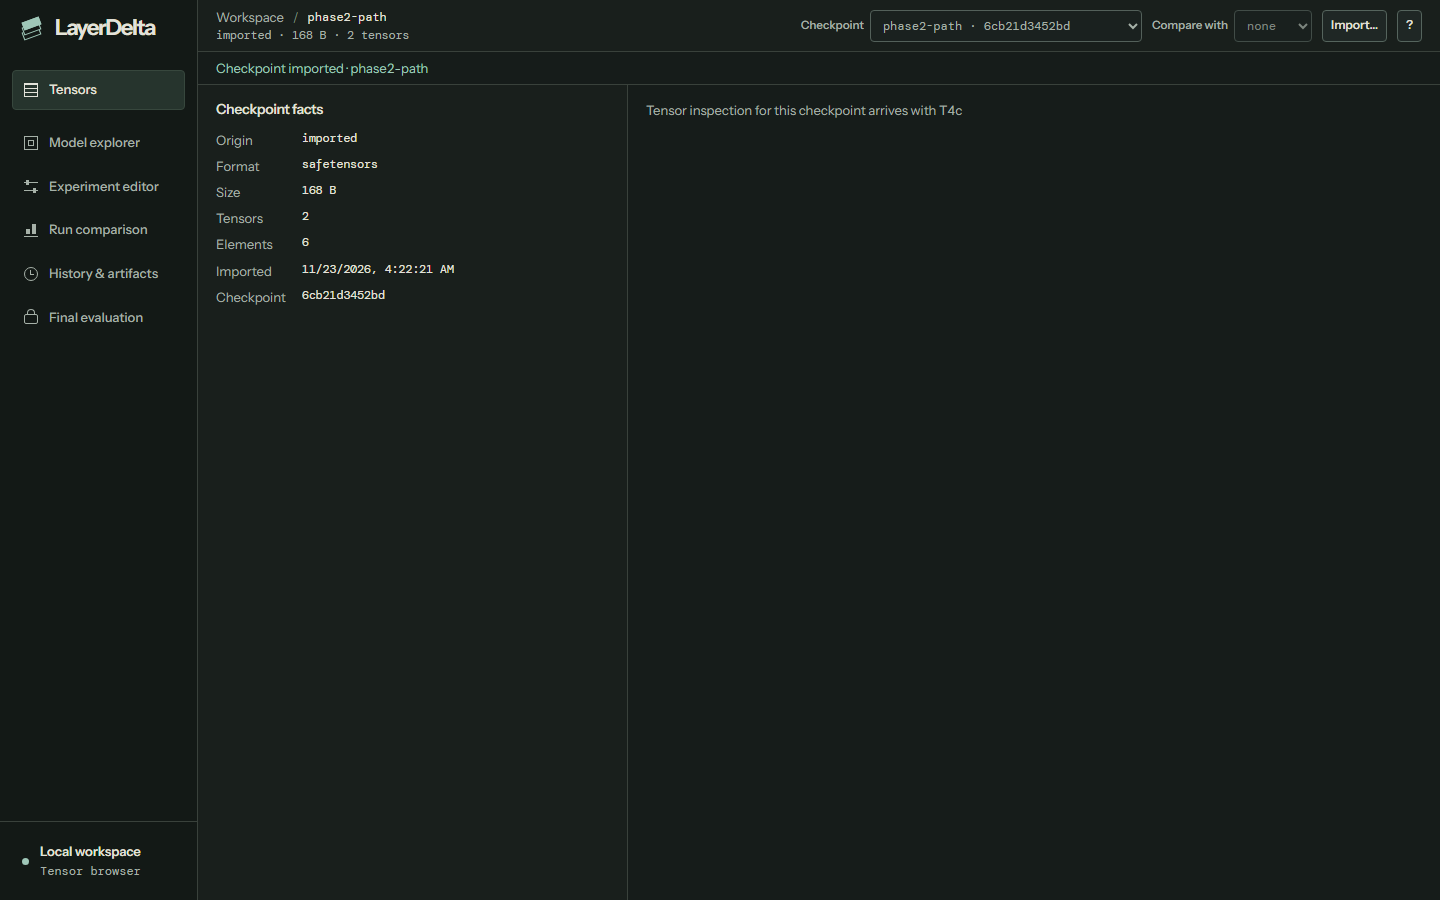 LayerDelta
Tensors
Model explorer
Experiment editor
Run comparison
History & artifacts
Final evaluation
Local workspace
Tensor browser
Workspace / phase2-path
imported · 168 B · 2 tensors
Checkpoint phase2-path · 6cb21d3452bd Compare with none Import... ?
Checkpoint imported · phase2-path
Checkpoint facts
Origin imported
Format safetensors
Size 168 B
Tensors 2
Elements 6
Imported 11/23/2026, 4:22:21 AM
Checkpoint 6cb21d3452bd
Tensor inspection for this checkpoint arrives with T4c